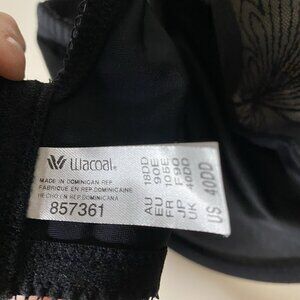 Wacoal
MADE IN DOMINICAN REP.
FABRIQUE EN REP. DOMINICAINE
HECHO EN REP. DOMINICANA
857361
AU 18DD
EU 90E
FR 105E
JP F90
UK 40DD
US 40DD